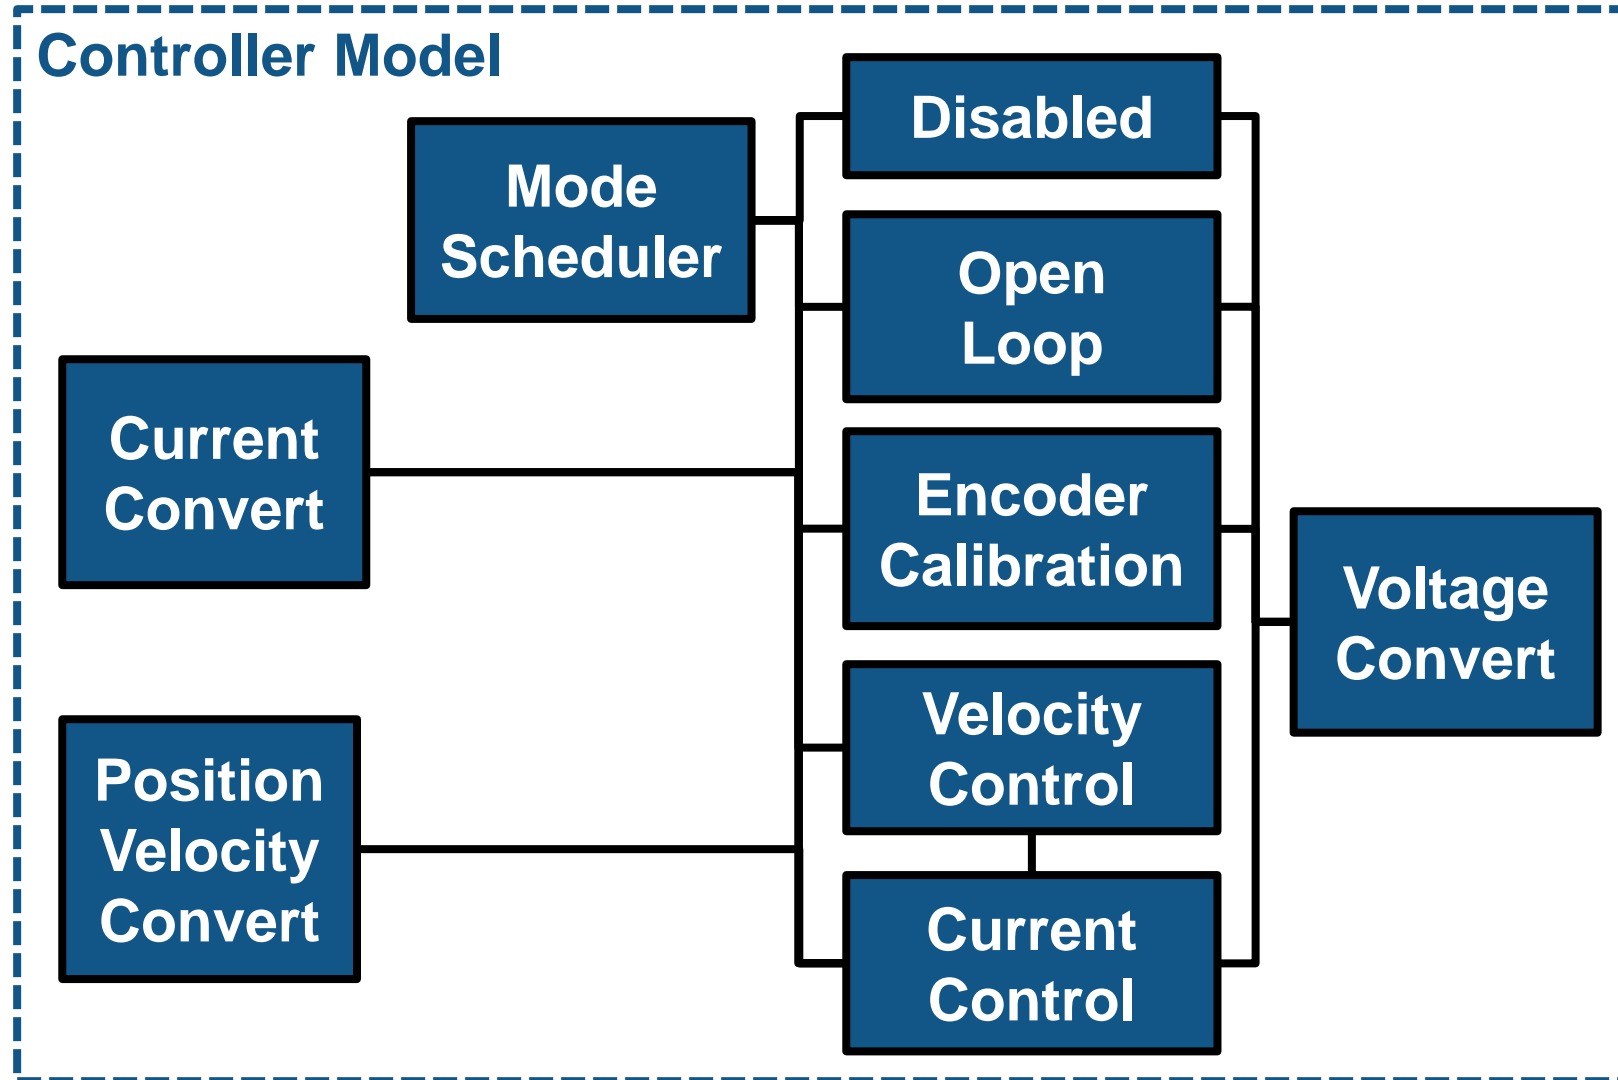 Controller Model
Disabled
Mode
Scheduler
Open
Loop
Current
Convert
Encoder
Calibration
Voltage
Convert
Velocity
Control
Position
Velocity
Convert
Current
Control